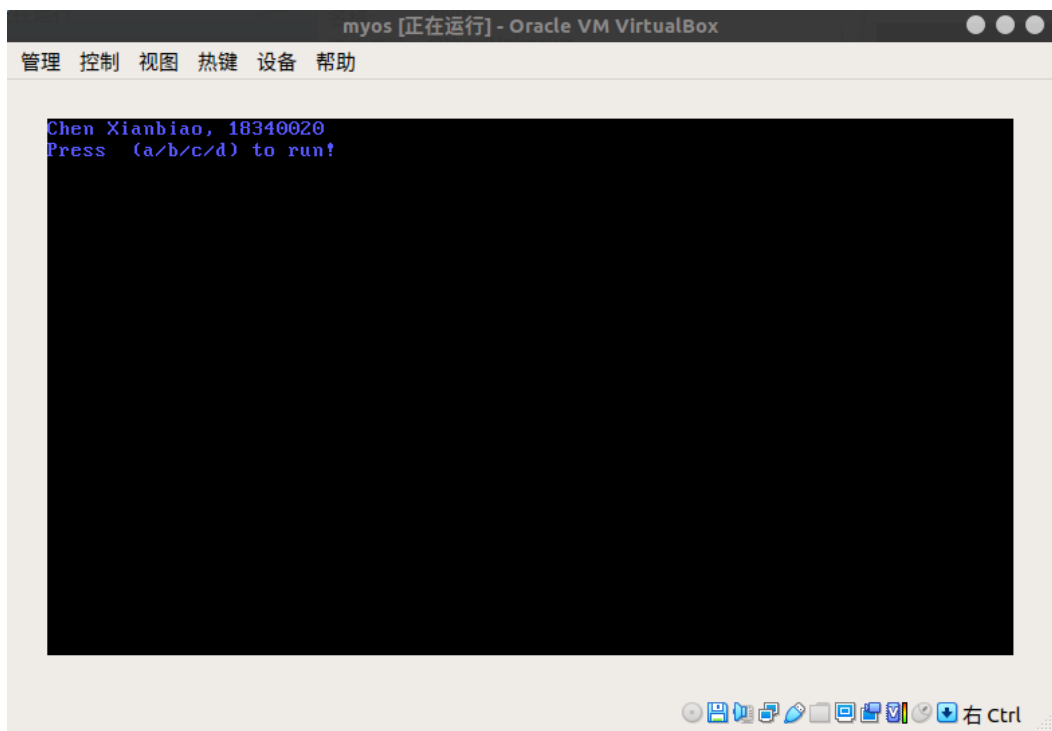 myos [正在运行] - Oracle VM VirtualBox
管理 控制 视图 热键 设备 帮助
Chen Xianbiao, 18340020
Press  (a/b/c/d) to run!
右 Ctrl